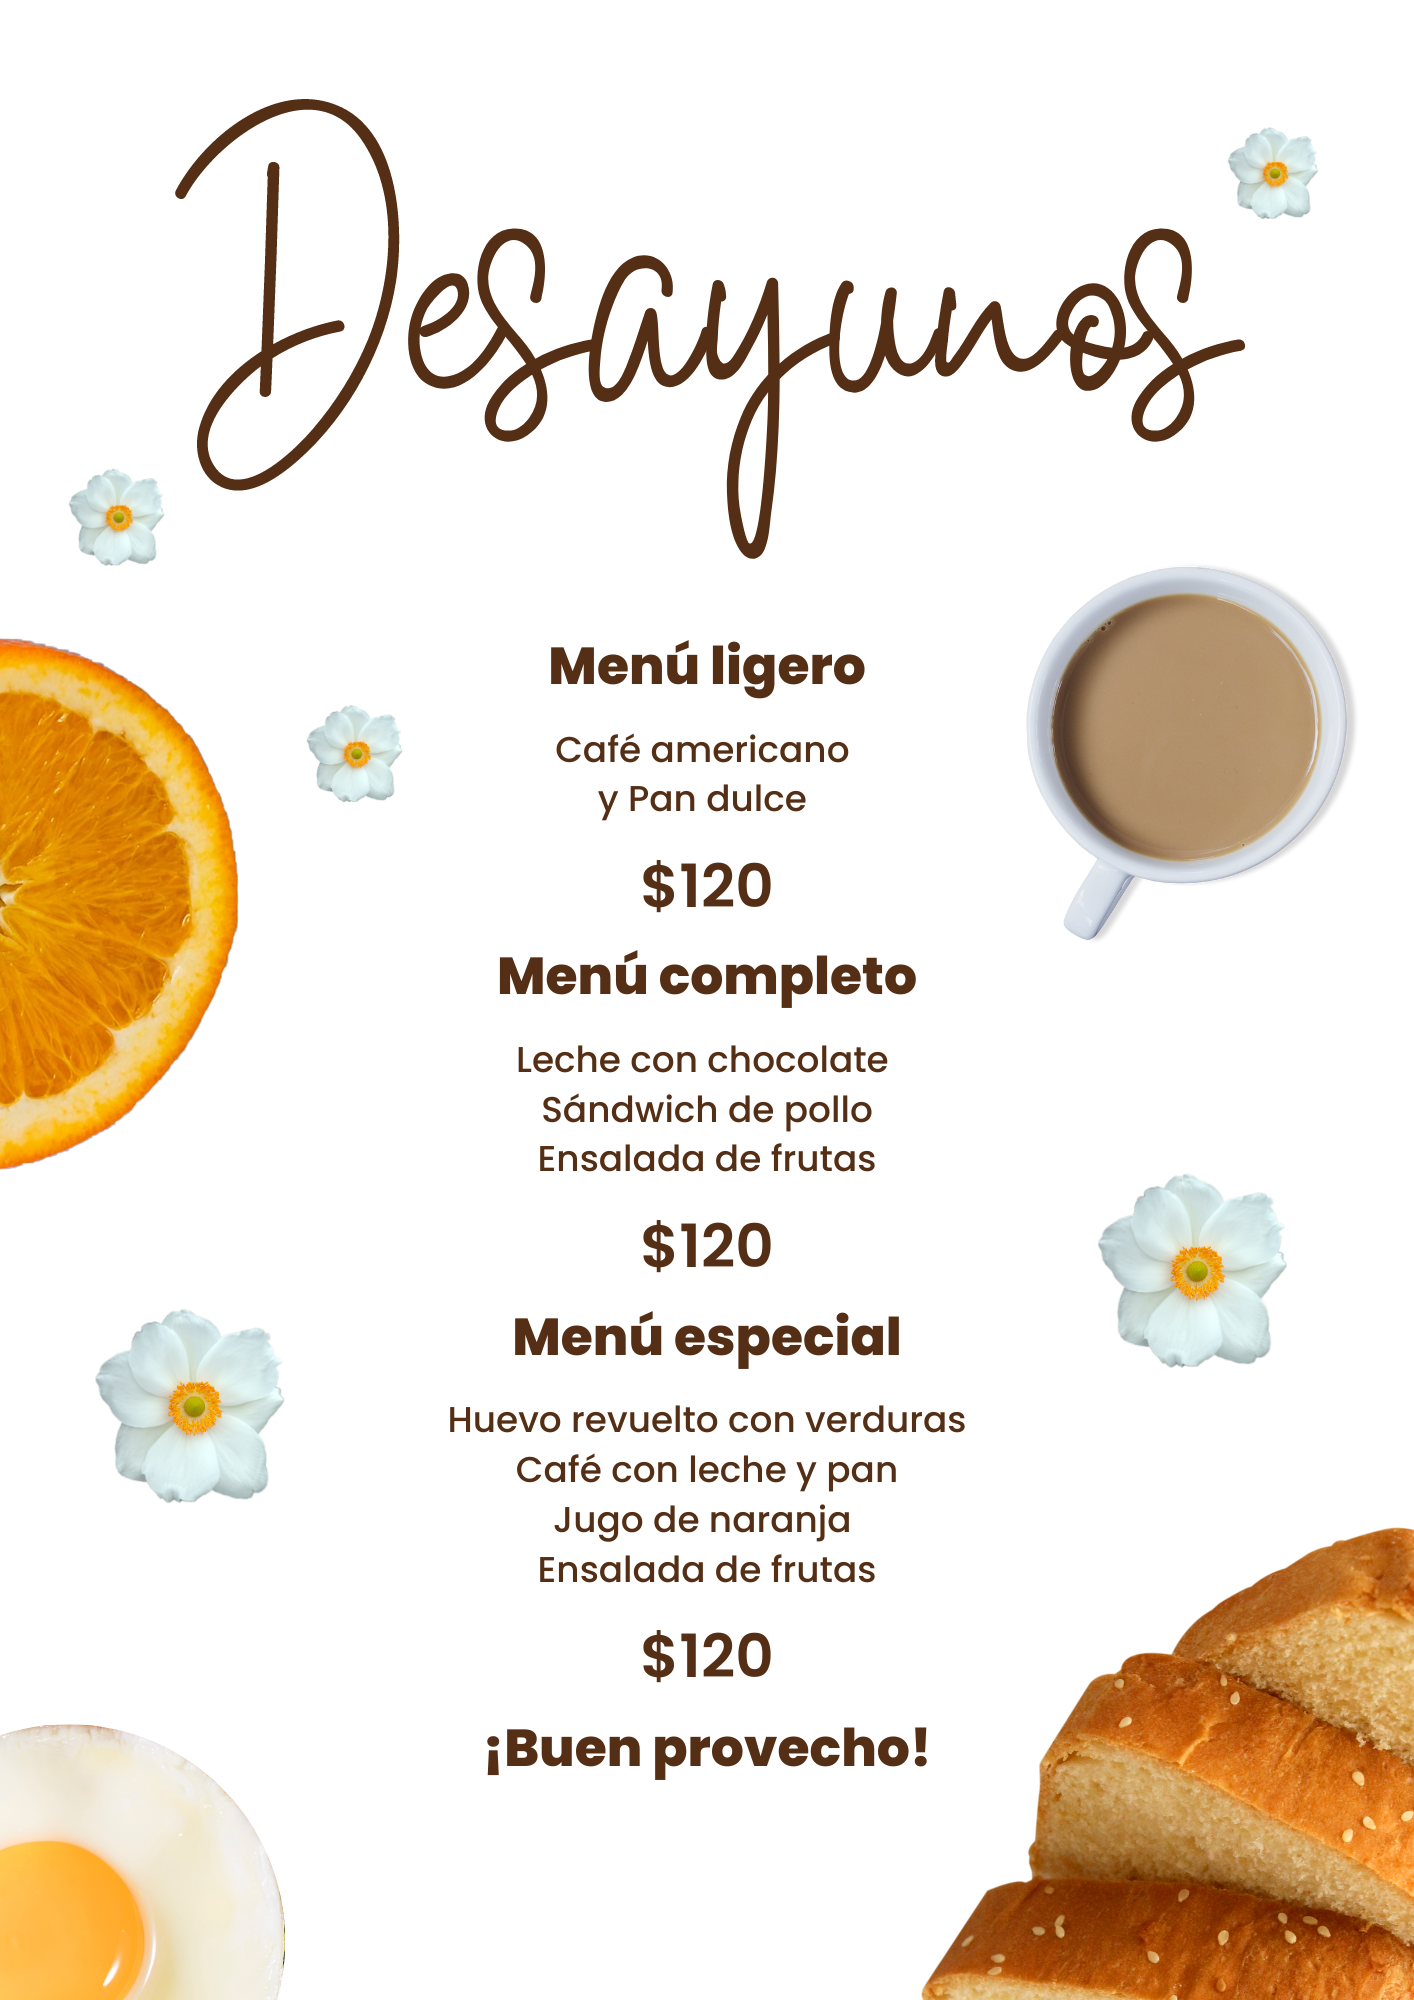 Desayunos
Menú ligero
Café americano
y Pan dulce
$120
Menú completo
Leche con chocolate
Sándwich de pollo
Ensalada de frutas
$120
Menú especial
Huevo revuelto con verduras
Café con leche y pan
Jugo de naranja
Ensalada de frutas
$120
¡Buen provecho!